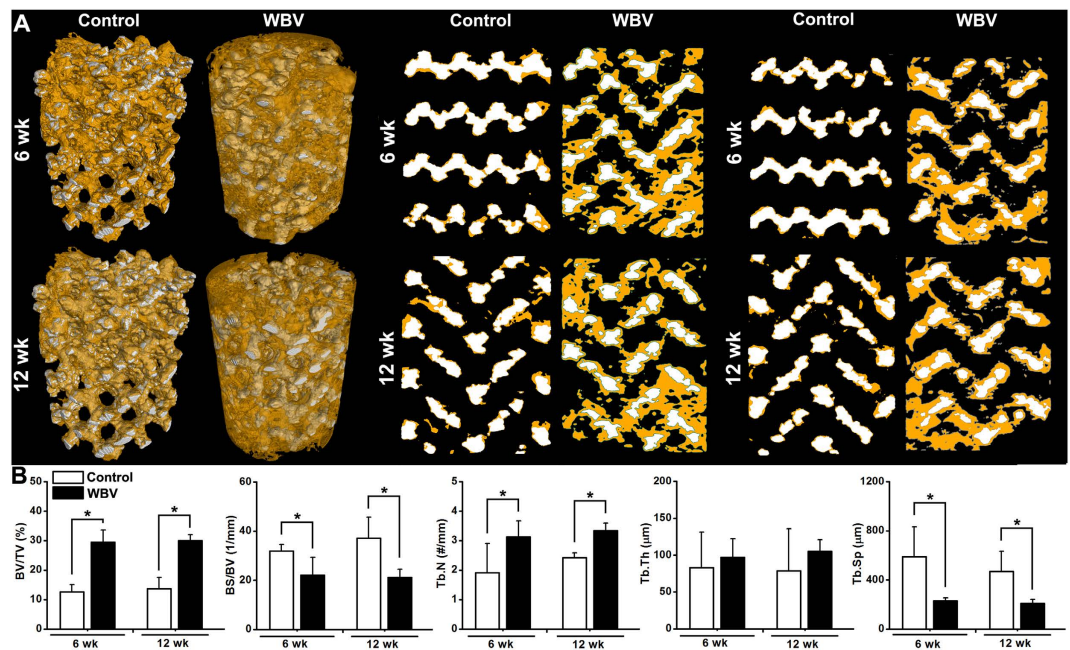 A
Control
WBV
Control
WBV
Control
WBV
6 wk
6 wk
6 wk
12 wk
12 wk
12 wk
B
Control
WBV
BV/TV (%)
50
40
30
20
10
0
*
*
6 wk
12 wk
BS/BV (1/mm)
60
40
20
0
*
*
6 wk
12 wk
Tb.N (#/mm)
5
4
3
2
1
0
*
*
6 wk
12 wk
Tb.Th (μm)
200
150
100
50
0
6 wk
12 wk
Tb.Sp (μm)
1200
800
400
0
*
*
6 wk
12 wk